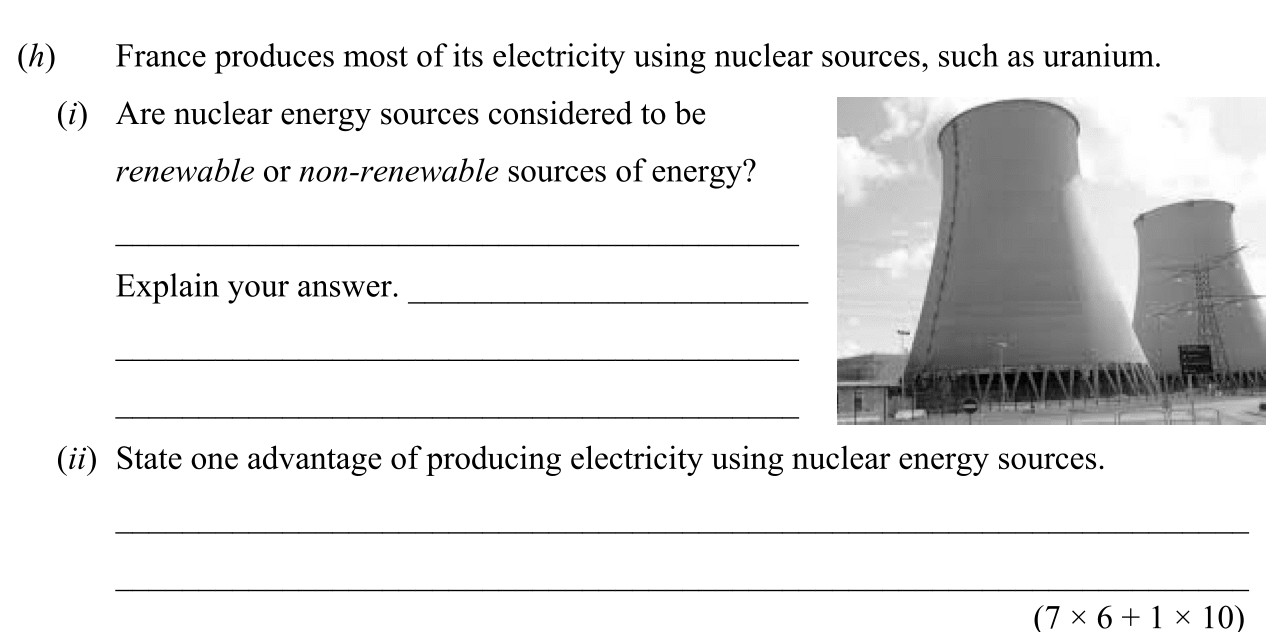 (h) France produces most of its electricity using nuclear sources, such as uranium.
(i) Are nuclear energy sources considered to be
renewable or non-renewable sources of energy?
Explain your answer.
(ii) State one advantage of producing electricity using nuclear energy sources.
(7 × 6 + 1 × 10)